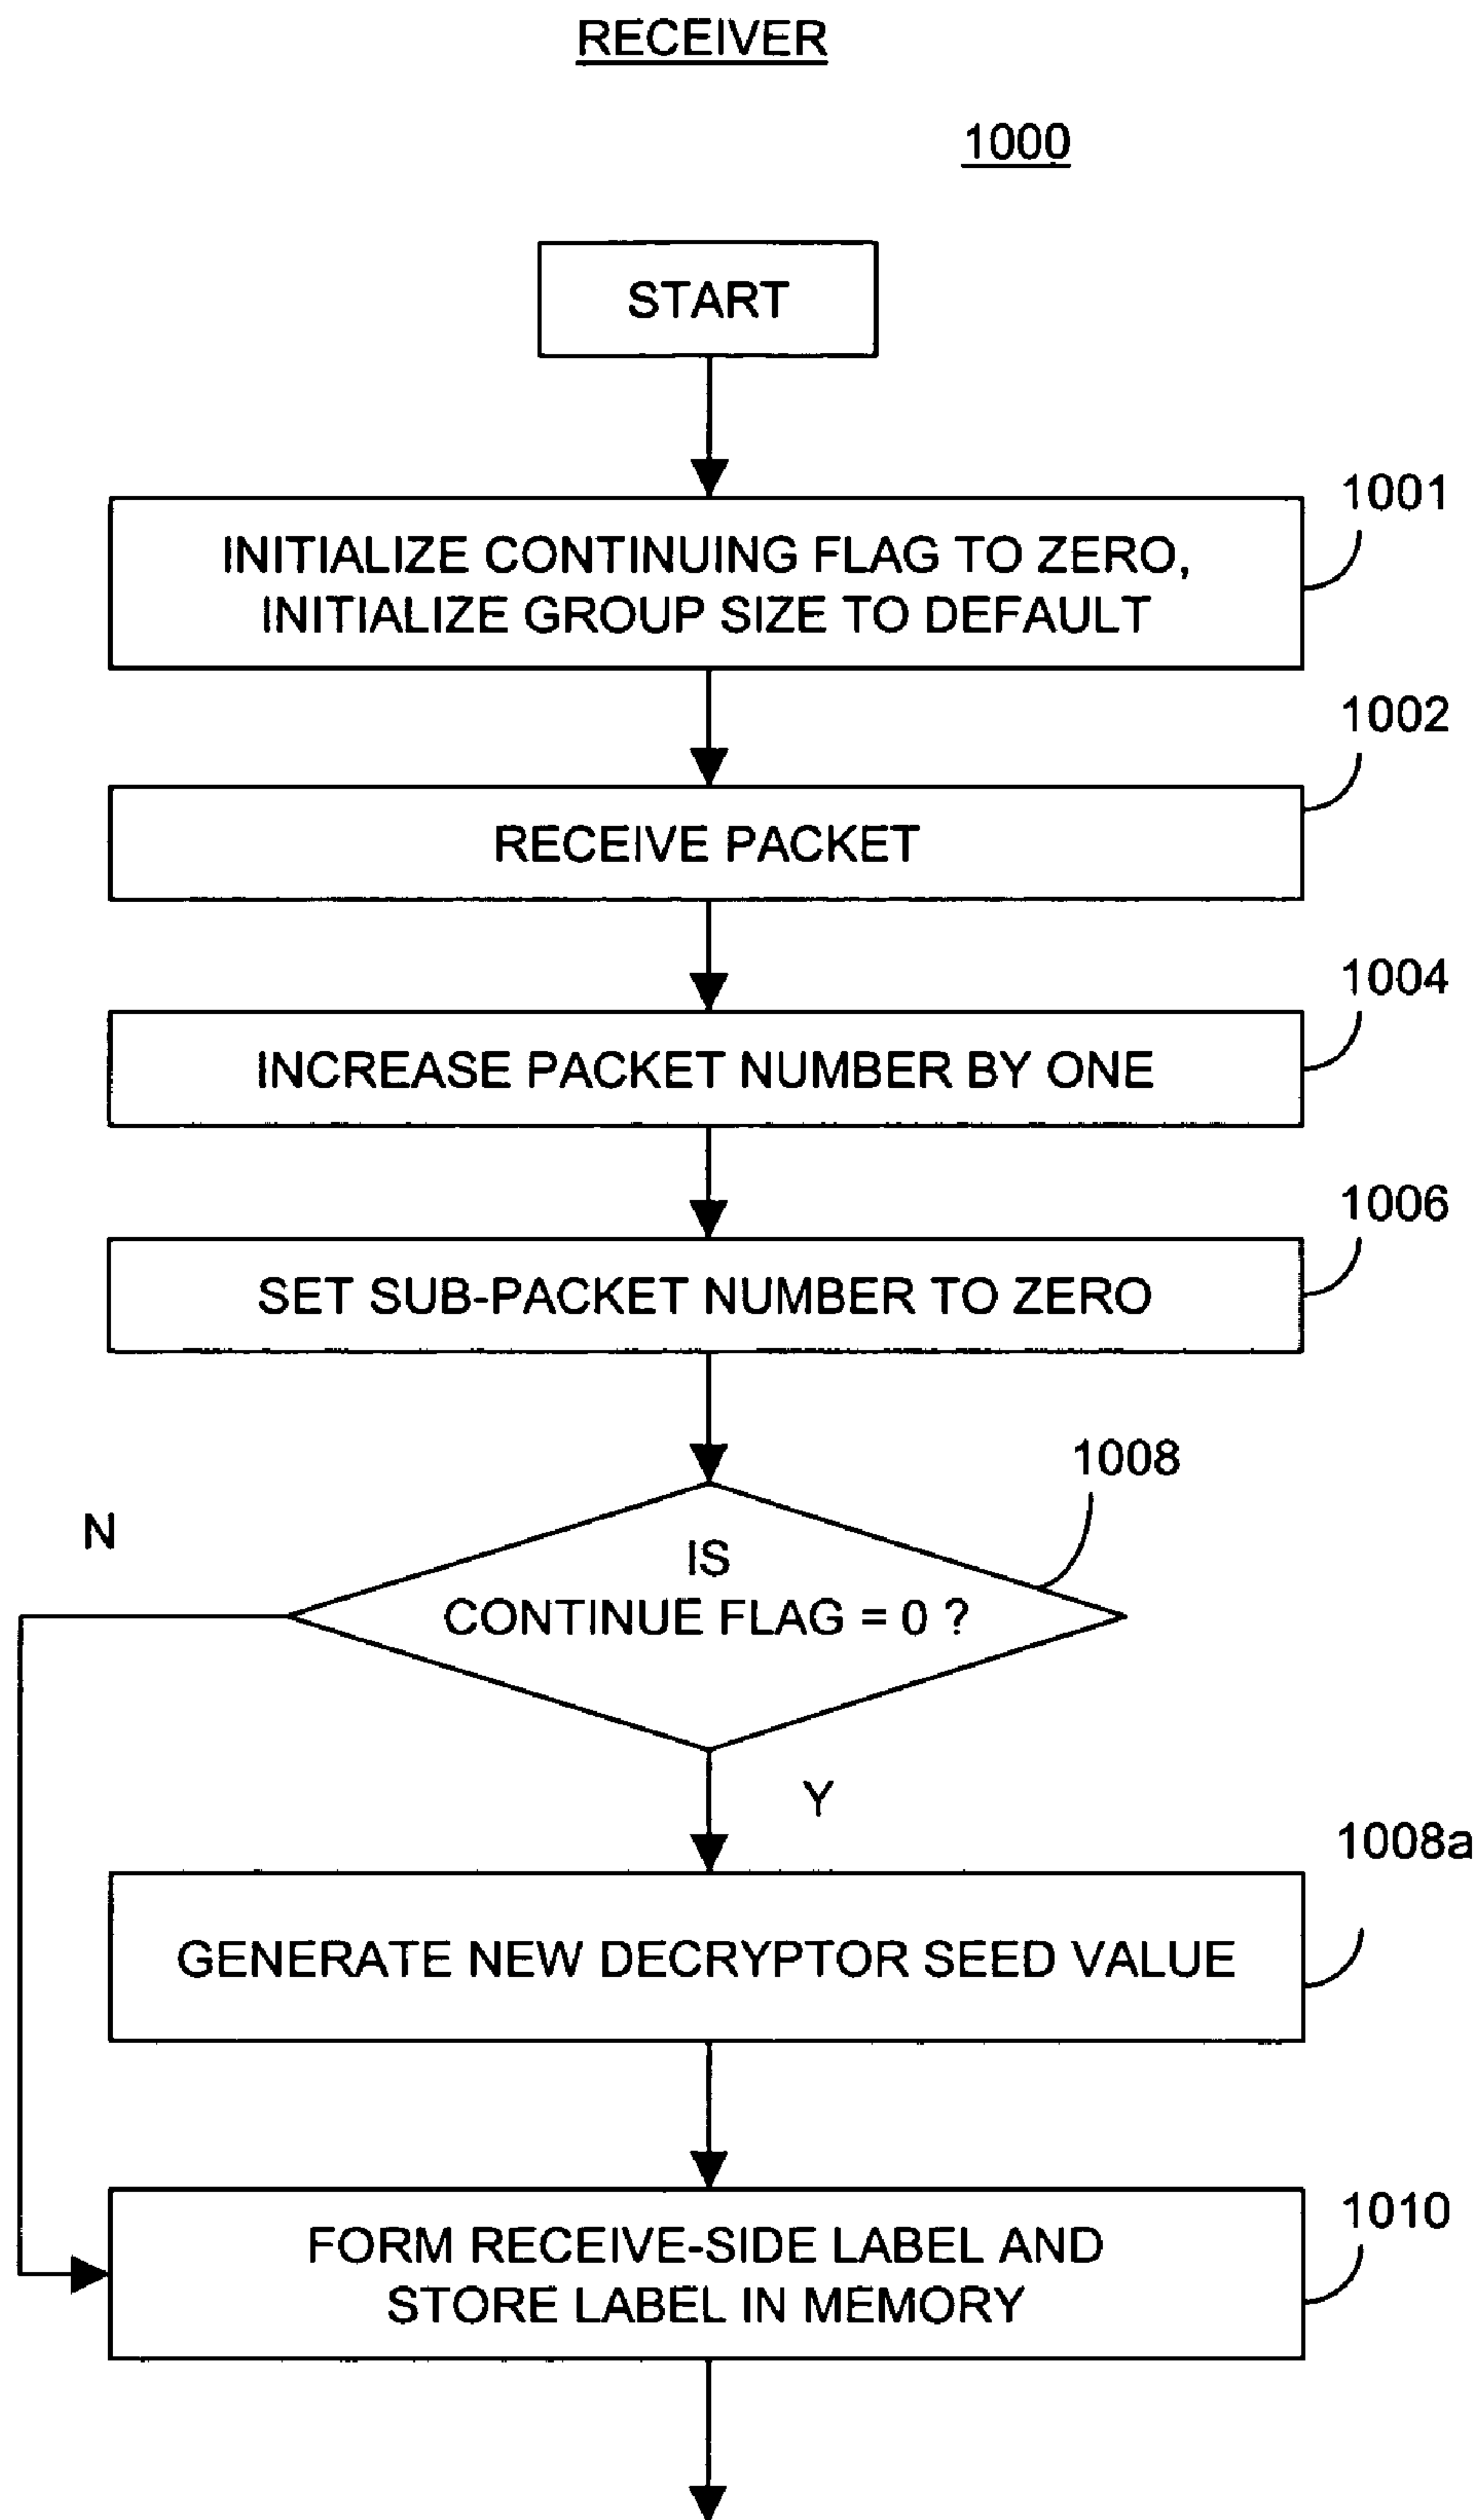 RECEIVER
1000
START
1001
INITIALIZE CONTINUING FLAG TO ZERO,
INITIALIZE GROUP SIZE TO DEFAULT
1002
RECEIVE PACKET
1004
INCREASE PACKET NUMBER BY ONE
1006
SET SUB-PACKET NUMBER TO ZERO
1008
N
IS
CONTINUE FLAG = 0 ?
Y
1008a
GENERATE NEW DECRYPTOR SEED VALUE
1010
FORM RECEIVE-SIDE LABEL AND
STORE LABEL IN MEMORY